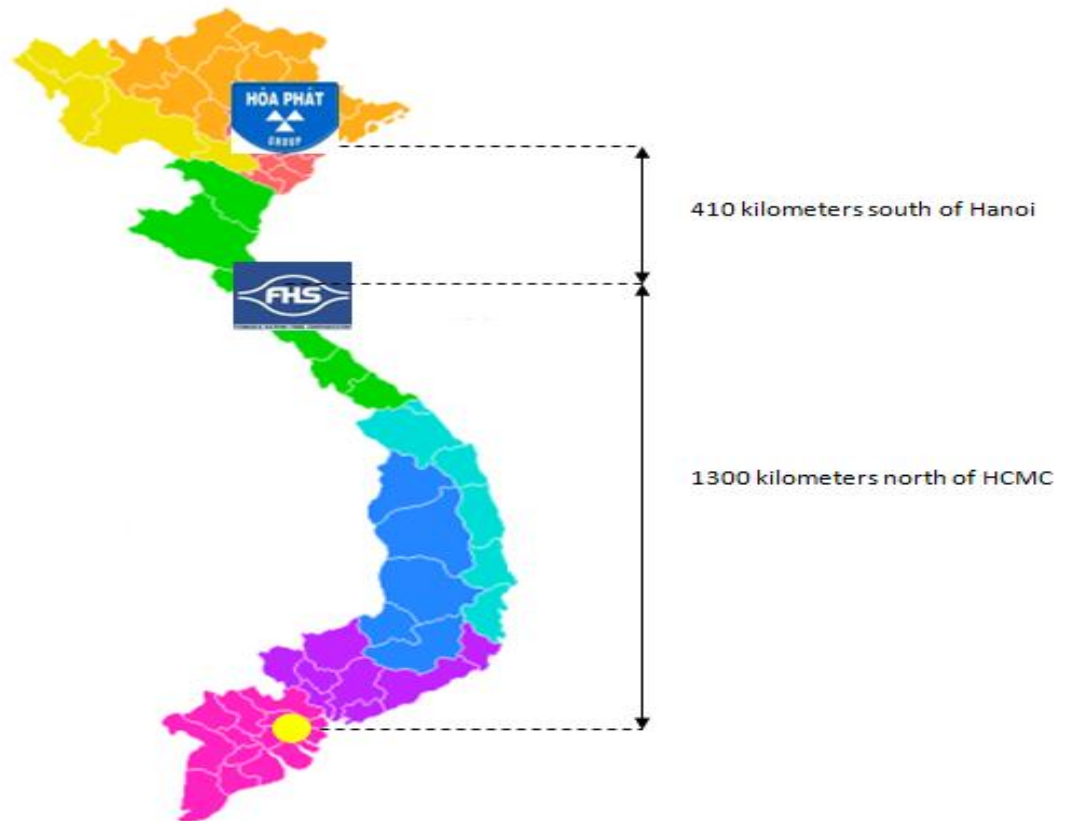 HÒA PHÁT
GROUP
410 kilometers south of Hanoi
FHS
1300 kilometers north of HCMC